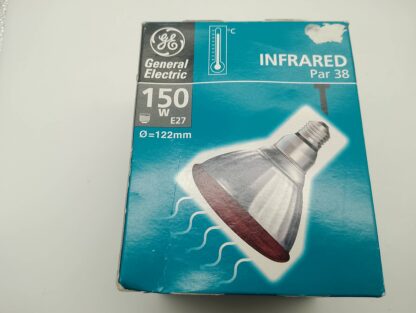 GE
General
Electric
°C
INFRARED
Par 38
150
W
E27
Ø=122mm